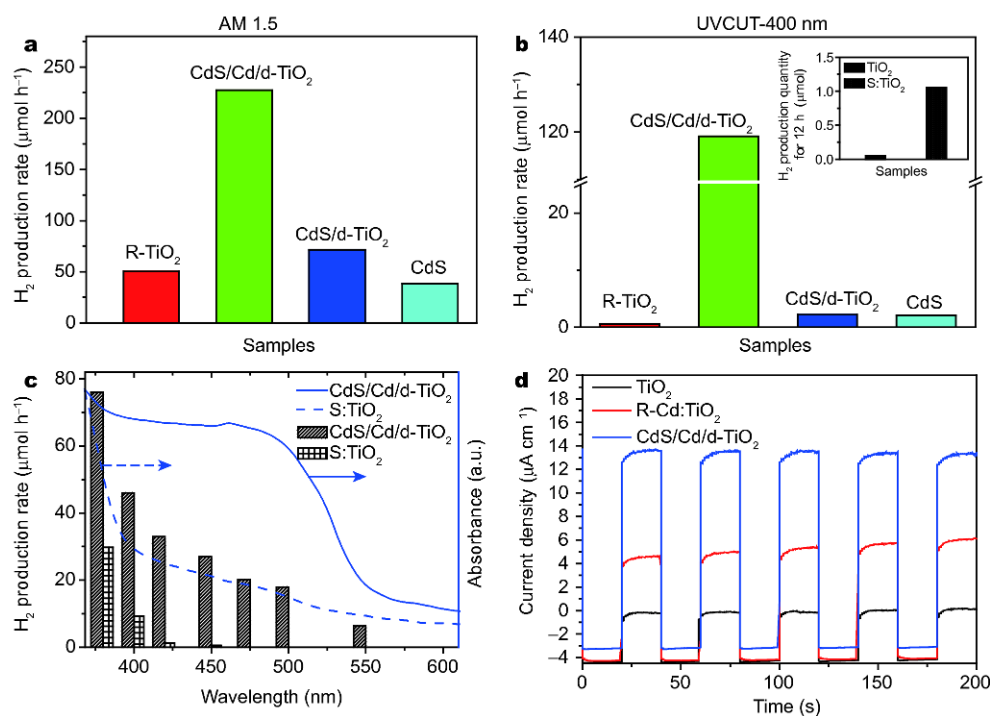 AM 1.5
a
H₂ production rate (μmol h⁻¹)
250
225
200
150
100
50
0
R-TiO₂
CdS/Cd/d-TiO₂
CdS/d-TiO₂
CdS
Samples
UVCUT-400 nm
b
H₂ production rate (μmol h⁻¹)
140
120
20
0
R-TiO₂
CdS/Cd/d-TiO₂
CdS/d-TiO₂
CdS
Samples
H₂ production quantity
for 12 h (μmol)
1.5
1.0
0.5
0.0
TiO₂
S:TiO₂
Samples
c
H₂ production rate (μmol h⁻¹)
80
60
40
20
0
CdS/Cd/d-TiO₂
S:TiO₂
CdS/Cd/d-TiO₂
S:TiO₂
Absorbance (a.u.)
400
450
500
550
600
Wavelength (nm)
d
Current density (μA cm⁻¹)
20
18
16
14
12
10
8
6
4
2
0
–2
–4
TiO₂
R-Cd:TiO₂
CdS/Cd/d-TiO₂
0
50
100
150
200
Time (s)